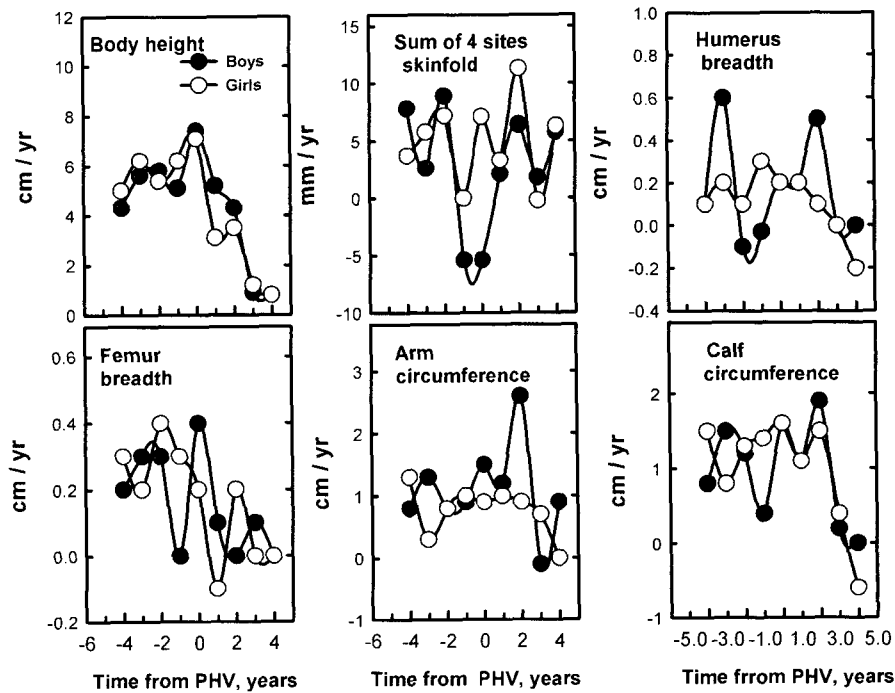 Body height
Boys
Girls
12
10
8
6
4
2
0
cm / yr
Sum of 4 sites
skinfold
20
15
10
5
0
-5
-10
mm / yr
Humerus
breadth
1.0
0.8
0.6
0.4
0.2
0.0
-0.2
-0.4
cm / yr
Femur
breadth
0.6
0.4
0.2
0.0
-0.2
cm / yr
-6 -4 -2 0 2 4 6
Time from PHV, years
Arm
circumference
3
2
1
0
-1
cm / yr
-6 -4 -2 0 2 4 6
Time from PHV, years
Calf
circumference
2
1
0
-1
cm / yr
-5.0 -3.0 -1.0 1.0 3.0 5.0
Time frrom PHV, years